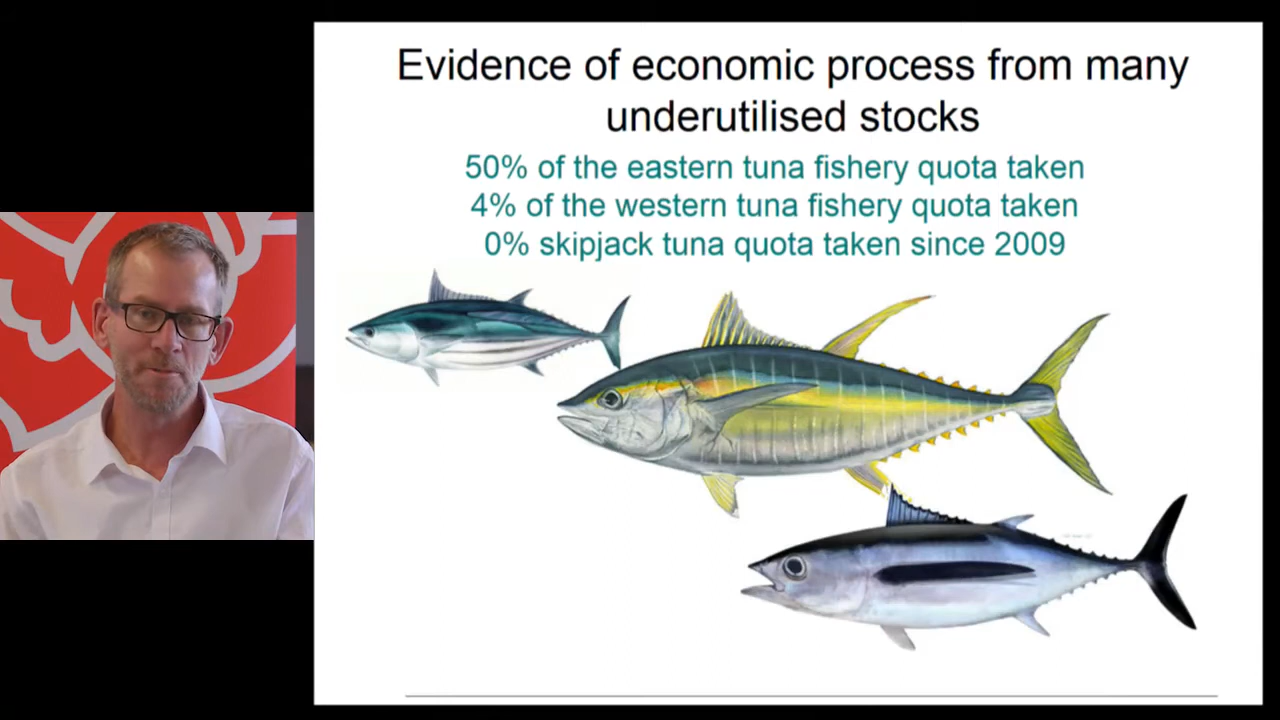 Evidence of economic process from many
underutilised stocks
50% of the eastern tuna fishery quota taken
4% of the western tuna fishery quota taken
0% skipjack tuna quota taken since 2009